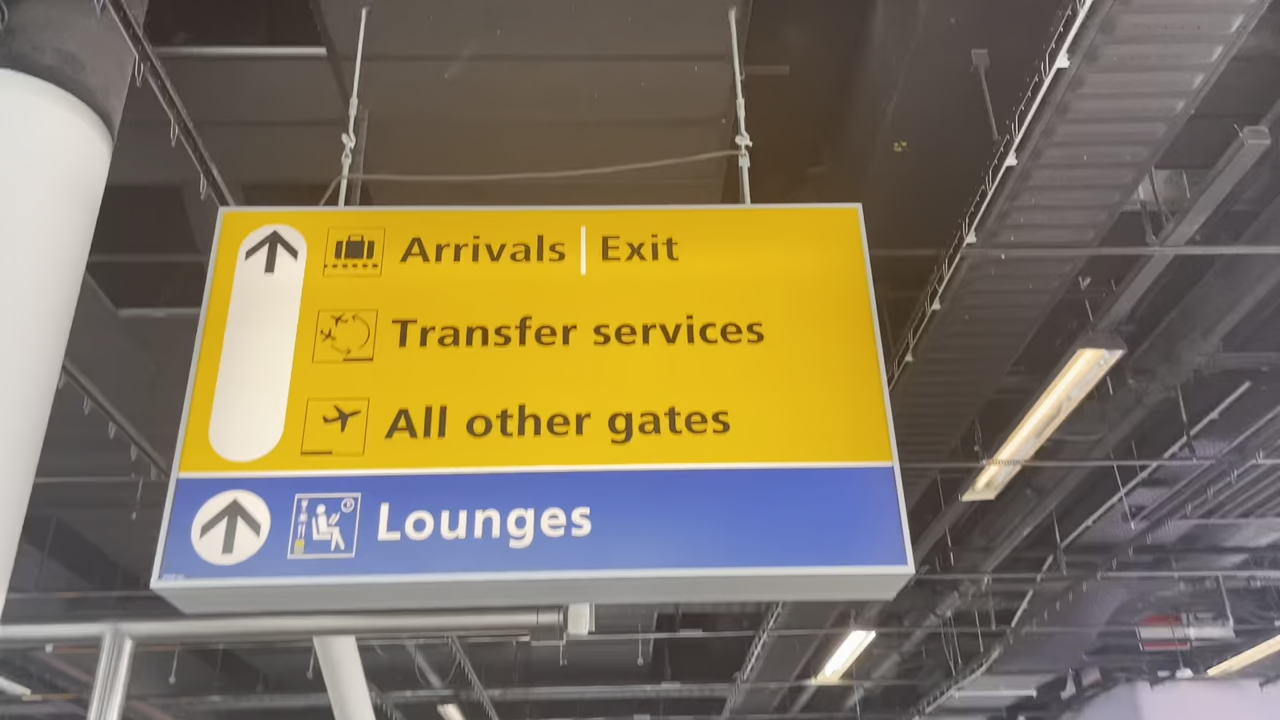 Arrivals | Exit
Transfer services
All other gates
Lounges